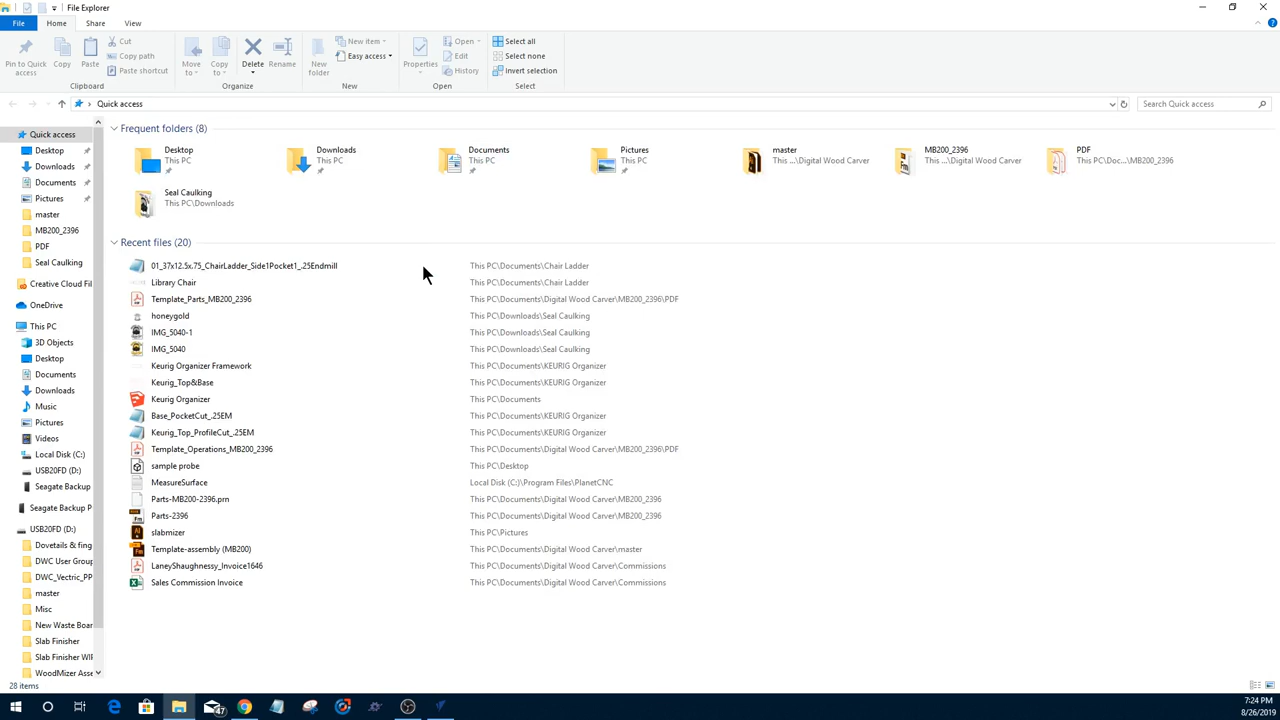 File Explorer
File Home Share View
Pin to Quick access
Copy
Paste
Cut
Copy path
Paste shortcut
Clipboard
Move to
Copy to
Delete
Rename
Organize
New folder
New item
Easy access
New
Properties
Open
Edit
History
Open
Select all
Select none
Invert selection
Select
Quick access
Search Quick access
Quick access
Desktop
Downloads
Documents
Pictures
master
MB200_2396
PDF
Seal Caulking
Creative Cloud Fil
OneDrive
This PC
3D Objects
Desktop
Documents
Downloads
Music
Pictures
Videos
Local Disk (C:)
USB20FD (D:)
Seagate Backup
Seagate Backup P
USB20FD (D:)
Dovetails & fing
DWC User Group
DWC_Vectric_PP
master
Misc
New Waste Boar
Slab Finisher
Slab Finisher WIP
WoodMizer Asse
Frequent folders (8)
Desktop
This PC
Downloads
This PC
Documents
This PC
Pictures
This PC
master
This ...\Digital Wood Carver
MB200_2396
This ...\Digital Wood Carver
PDF
This PC\Doc...\MB200_2396
Seal Caulking
This PC\Downloads
Recent files (20)
01_37x12.5x.75_ChairLadder_Side1Pocket1_.25Endmill This PC\Documents\Chair Ladder
Library Chair This PC\Documents\Chair Ladder
Template_Parts_MB200_2396 This PC\Documents\Digital Wood Carver\MB200_2396\PDF
honeygold This PC\Downloads\Seal Caulking
IMG_5040-1 This PC\Downloads\Seal Caulking
IMG_5040 This PC\Downloads\Seal Caulking
Keurig Organizer Framework This PC\Documents\KEURIG Organizer
Keurig_Top&Base This PC\Documents\KEURIG Organizer
Keurig Organizer This PC\Documents
Base_PocketCut_.25EM This PC\Documents\KEURIG Organizer
Keurig_Top_ProfileCut_.25EM This PC\Documents\KEURIG Organizer
Template_Operations_MB200_2396 This PC\Documents\Digital Wood Carver\MB200_2396\PDF
sample probe This PC\Desktop
MeasureSurface Local Disk (C:)\Program Files\PlanetCNC
Parts-MB200-2396.prn This PC\Documents\Digital Wood Carver\MB200_2396
Parts-2396 This PC\Documents\Digital Wood Carver\MB200_2396
slabmizer This PC\Pictures
Template-assembly (MB200) This PC\Documents\Digital Wood Carver\master
LaneyShaughnessy_Invoice1646 This PC\Documents\Digital Wood Carver\Commissions
Sales Commission Invoice This PC\Documents\Digital Wood Carver\Commissions
28 items
47
7:24 PM
8/26/2019